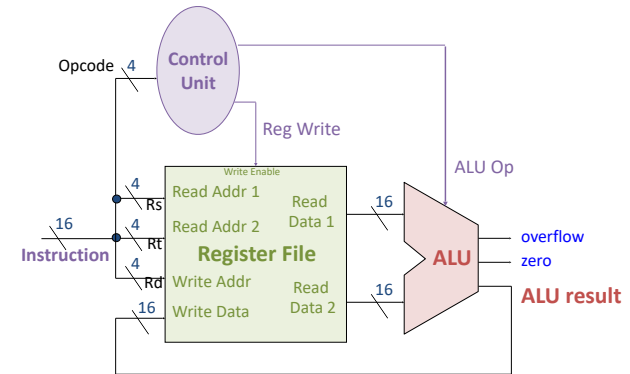 Opcode
4
Control
Unit
Reg Write
ALU Op
Write Enable
4
Rs
Read Addr 1
Read
Data 1
16
16
Instruction
4
Rt
Read Addr 2
Register File
ALU
overflow
zero
4
Rd
Write Addr
Read
Data 2
16
ALU result
16
Write Data